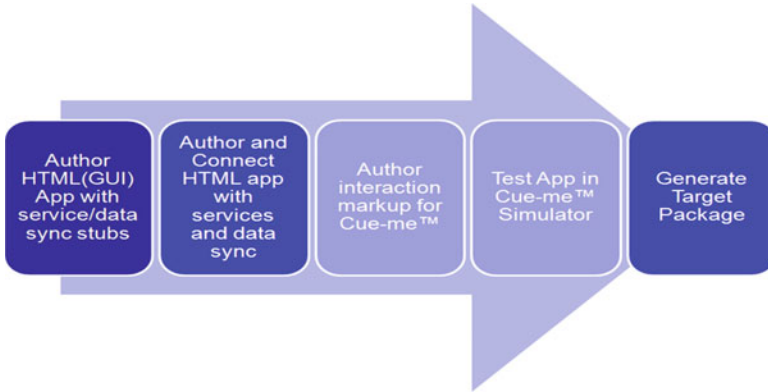 Author
HTML(GUI)
App with
service/data
sync stubs
Author and
Connect
HTML app
with
services
and data
sync
Author
interaction
markup for
Cue-me™
Test App in
Cue-me™
Simulator
Generate
Target
Package